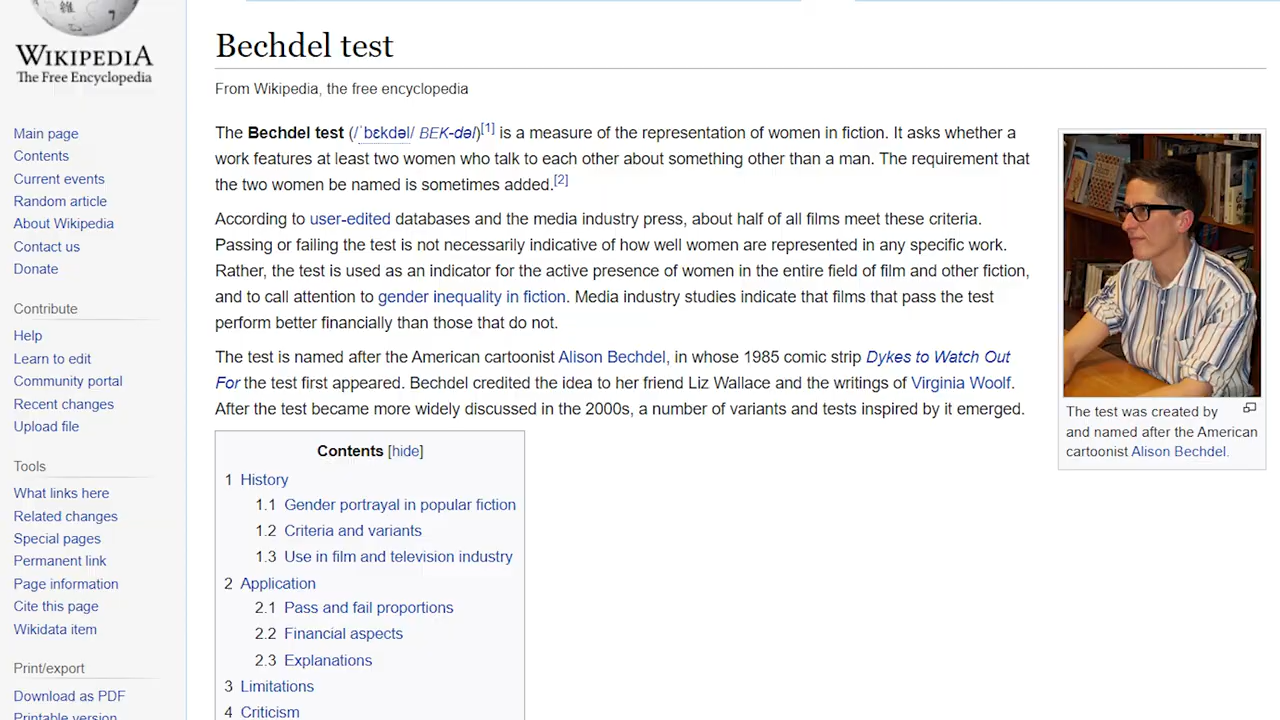 WIKIPEDIA
The Free Encyclopedia
Main page
Contents
Current events
Random article
About Wikipedia
Contact us
Donate
Contribute
Help
Learn to edit
Community portal
Recent changes
Upload file
Tools
What links here
Related changes
Special pages
Permanent link
Page information
Cite this page
Wikidata item
Print/export
Download as PDF
Printable version
Bechdel test
From Wikipedia, the free encyclopedia
The Bechdel test (/ˈbɛkdəl/ BEK-dəl)[1] is a measure of the representation of women in fiction. It asks whether a
work features at least two women who talk to each other about something other than a man. The requirement that
the two women be named is sometimes added.[2]
According to user-edited databases and the media industry press, about half of all films meet these criteria.
Passing or failing the test is not necessarily indicative of how well women are represented in any specific work.
Rather, the test is used as an indicator for the active presence of women in the entire field of film and other fiction,
and to call attention to gender inequality in fiction. Media industry studies indicate that films that pass the test
perform better financially than those that do not.
The test is named after the American cartoonist Alison Bechdel, in whose 1985 comic strip Dykes to Watch Out
For the test first appeared. Bechdel credited the idea to her friend Liz Wallace and the writings of Virginia Woolf.
After the test became more widely discussed in the 2000s, a number of variants and tests inspired by it emerged.
The test was created by
and named after the American
cartoonist Alison Bechdel.
Contents [hide]
1 History
1.1 Gender portrayal in popular fiction
1.2 Criteria and variants
1.3 Use in film and television industry
2 Application
2.1 Pass and fail proportions
2.2 Financial aspects
2.3 Explanations
3 Limitations
4 Criticism